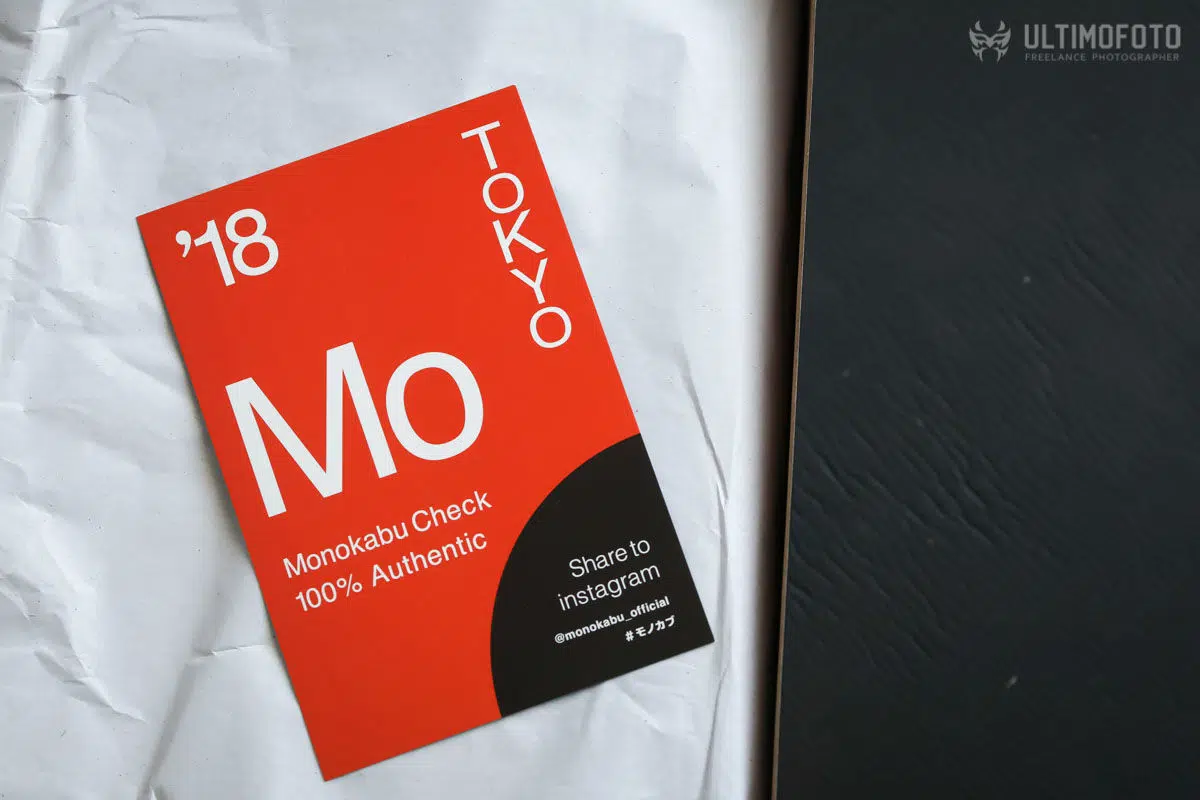 '18
TOKYO
Mo
Monokabu Check
100% Authentic
Share to
instagram
@monokabu_official
#モノカブ
ULTIMOFOTO
FREELANCE PHOTOGRAPHER